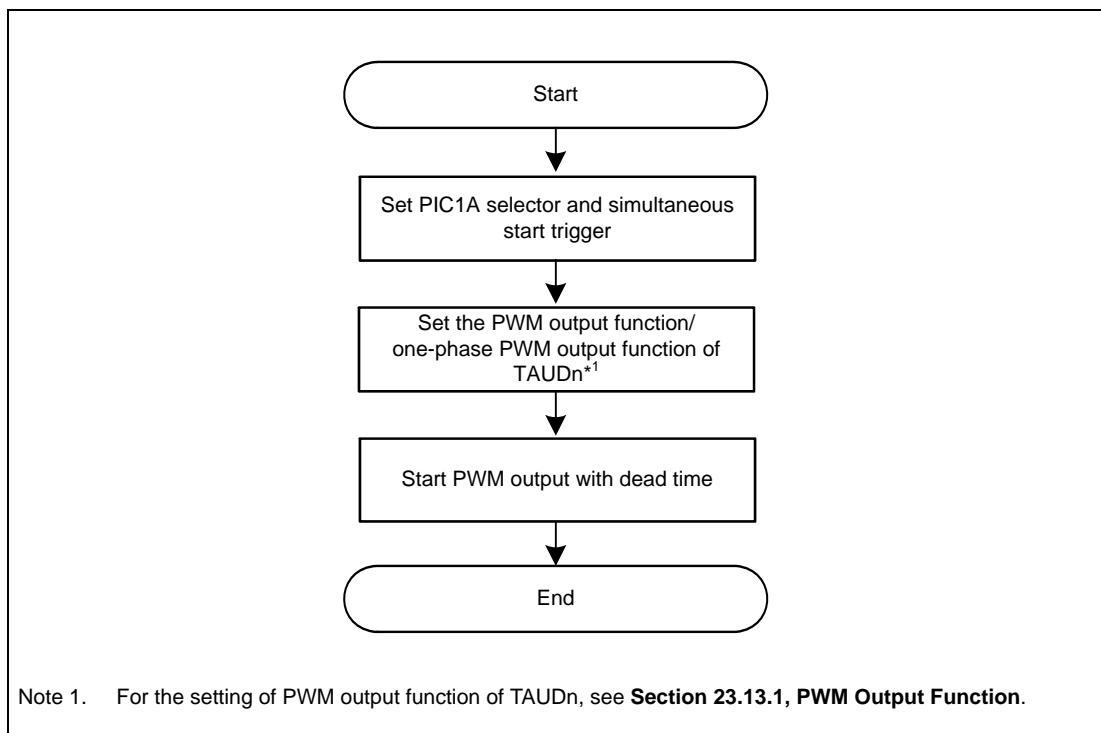 Start
Set PIC1A selector and simultaneous
start trigger
Set the PWM output function/
one-phase PWM output function of
TAUDn*1
Start PWM output with dead time
End
Note 1. For the setting of PWM output function of TAUDn, see Section 23.13.1, PWM Output Function.